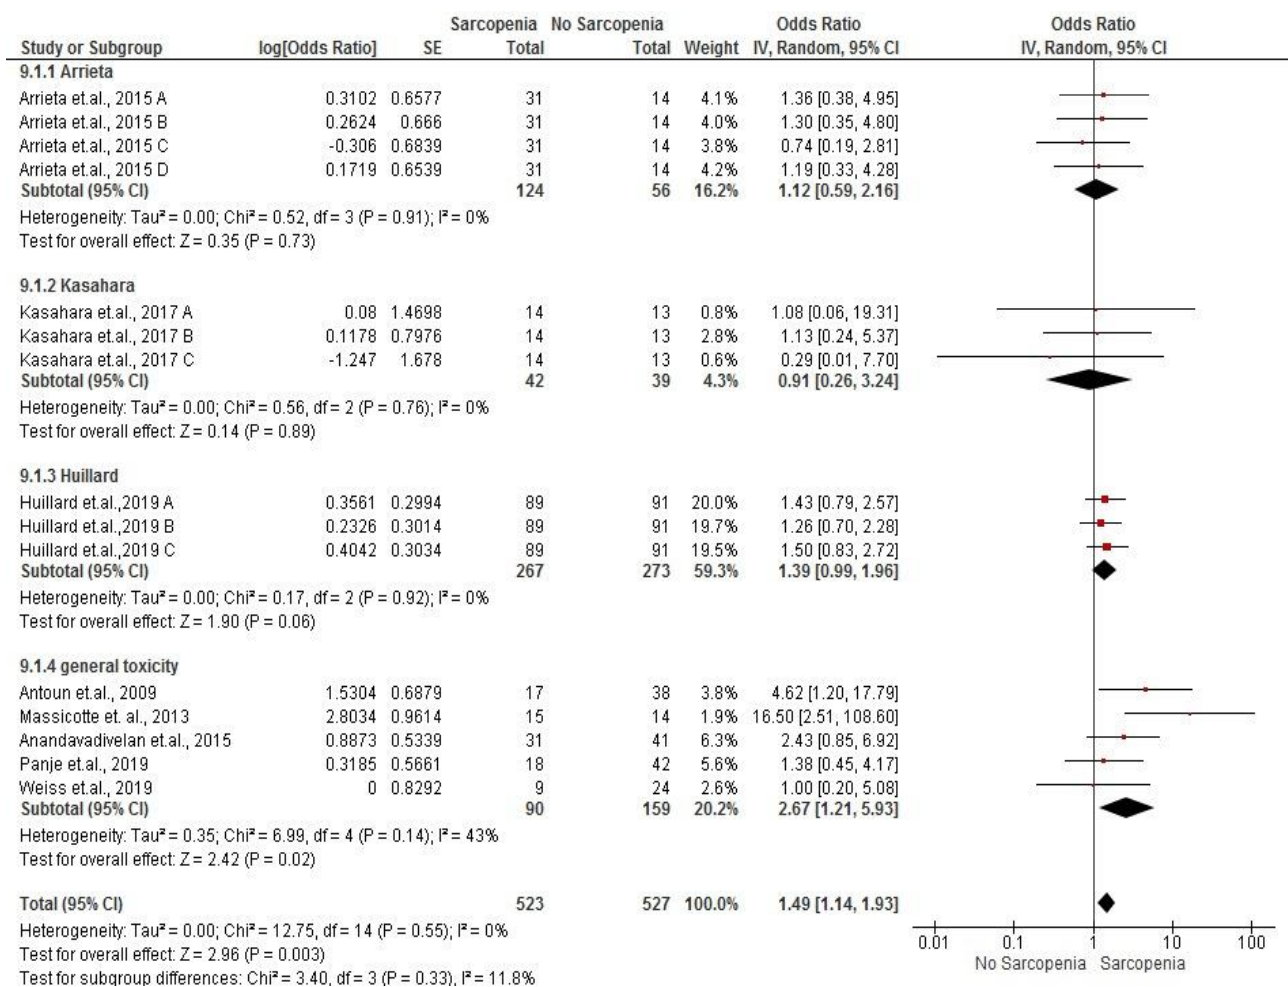 Sarcopenia No Sarcopenia Odds Ratio Odds Ratio
Study or Subgroup log[Odds Ratio] SE Total Total Weight IV, Random, 95% CI IV, Random, 95% CI
9.1.1 Arrieta
Arrieta et.al., 2015 A 0.3102 0.6577 31 14 4.1% 1.36 [0.38, 4.95]
Arrieta et.al., 2015 B 0.2624 0.666 31 14 4.0% 1.30 [0.35, 4.80]
Arrieta et.al., 2015 C -0.306 0.6839 31 14 3.8% 0.74 [0.19, 2.81]
Arrieta et.al., 2015 D 0.1719 0.6539 31 14 4.2% 1.19 [0.33, 4.28]
Subtotal (95% CI) 124 56 16.2% 1.12 [0.59, 2.16]
Heterogeneity: Tau² = 0.00; Chi² = 0.52, df = 3 (P = 0.91); I² = 0%
Test for overall effect: Z = 0.35 (P = 0.73)
9.1.2 Kasahara
Kasahara et.al., 2017 A 0.08 1.4698 14 13 0.8% 1.08 [0.06, 19.31]
Kasahara et.al., 2017 B 0.1178 0.7976 14 13 2.8% 1.13 [0.24, 5.37]
Kasahara et.al., 2017 C -1.247 1.678 14 13 0.6% 0.29 [0.01, 7.70]
Subtotal (95% CI) 42 39 4.3% 0.91 [0.26, 3.24]
Heterogeneity: Tau² = 0.00; Chi² = 0.56, df = 2 (P = 0.76); I² = 0%
Test for overall effect: Z = 0.14 (P = 0.89)
9.1.3 Huillard
Huillard et.al.,2019 A 0.3561 0.2994 89 91 20.0% 1.43 [0.79, 2.57]
Huillard et.al.,2019 B 0.2326 0.3014 89 91 19.7% 1.26 [0.70, 2.28]
Huillard et.al.,2019 C 0.4042 0.3034 89 91 19.5% 1.50 [0.83, 2.72]
Subtotal (95% CI) 267 273 59.3% 1.39 [0.99, 1.96]
Heterogeneity: Tau² = 0.00; Chi² = 0.17, df = 2 (P = 0.92); I² = 0%
Test for overall effect: Z = 1.90 (P = 0.06)
9.1.4 general toxicity
Antoun et.al., 2009 1.5304 0.6879 17 38 3.8% 4.62 [1.20, 17.79]
Massicotte et. al., 2013 2.8034 0.9614 15 14 1.9% 16.50 [2.51, 108.60]
Anandavadivelan et.al., 2015 0.8873 0.5339 31 41 6.3% 2.43 [0.85, 6.92]
Panje et.al., 2019 0.3185 0.5661 18 42 5.6% 1.38 [0.45, 4.17]
Weiss et.al., 2019 0 0.8292 9 24 2.6% 1.00 [0.20, 5.08]
Subtotal (95% CI) 90 159 20.2% 2.67 [1.21, 5.93]
Heterogeneity: Tau² = 0.35; Chi² = 6.99, df = 4 (P = 0.14); I² = 43%
Test for overall effect: Z = 2.42 (P = 0.02)
Total (95% CI) 523 527 100.0% 1.49 [1.14, 1.93]
Heterogeneity: Tau² = 0.00; Chi² = 12.75, df = 14 (P = 0.55); I² = 0%
Test for overall effect: Z = 2.96 (P = 0.003)
Test for subgroup differences: Chi² = 3.40, df = 3 (P = 0.33), I² = 11.8%
0.01 0.1 1 10 100
No Sarcopenia Sarcopenia